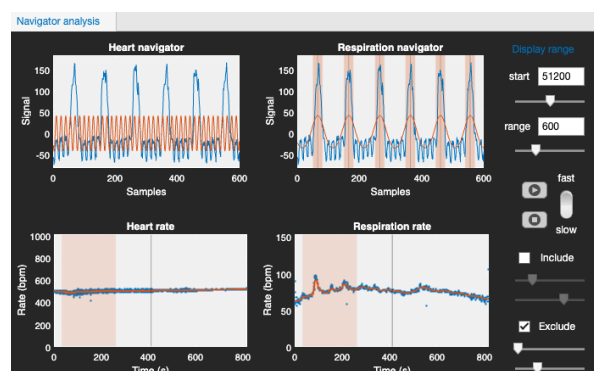 Navigator analysis
Heart navigator
150
100
50
0
-50
Signal
0
200
400
600
Samples
Respiration navigator
150
100
50
0
-50
Signal
0
200
400
600
Samples
Display range
start 51200
range 600
fast
slow
Include
Exclude
Heart rate
1000
800
600
400
200
0
Rate (bpm)
0
200
400
600
800
Time (s)
Respiration rate
150
100
50
0
Rate (bpm)
0
200
400
600
800
Time (s)